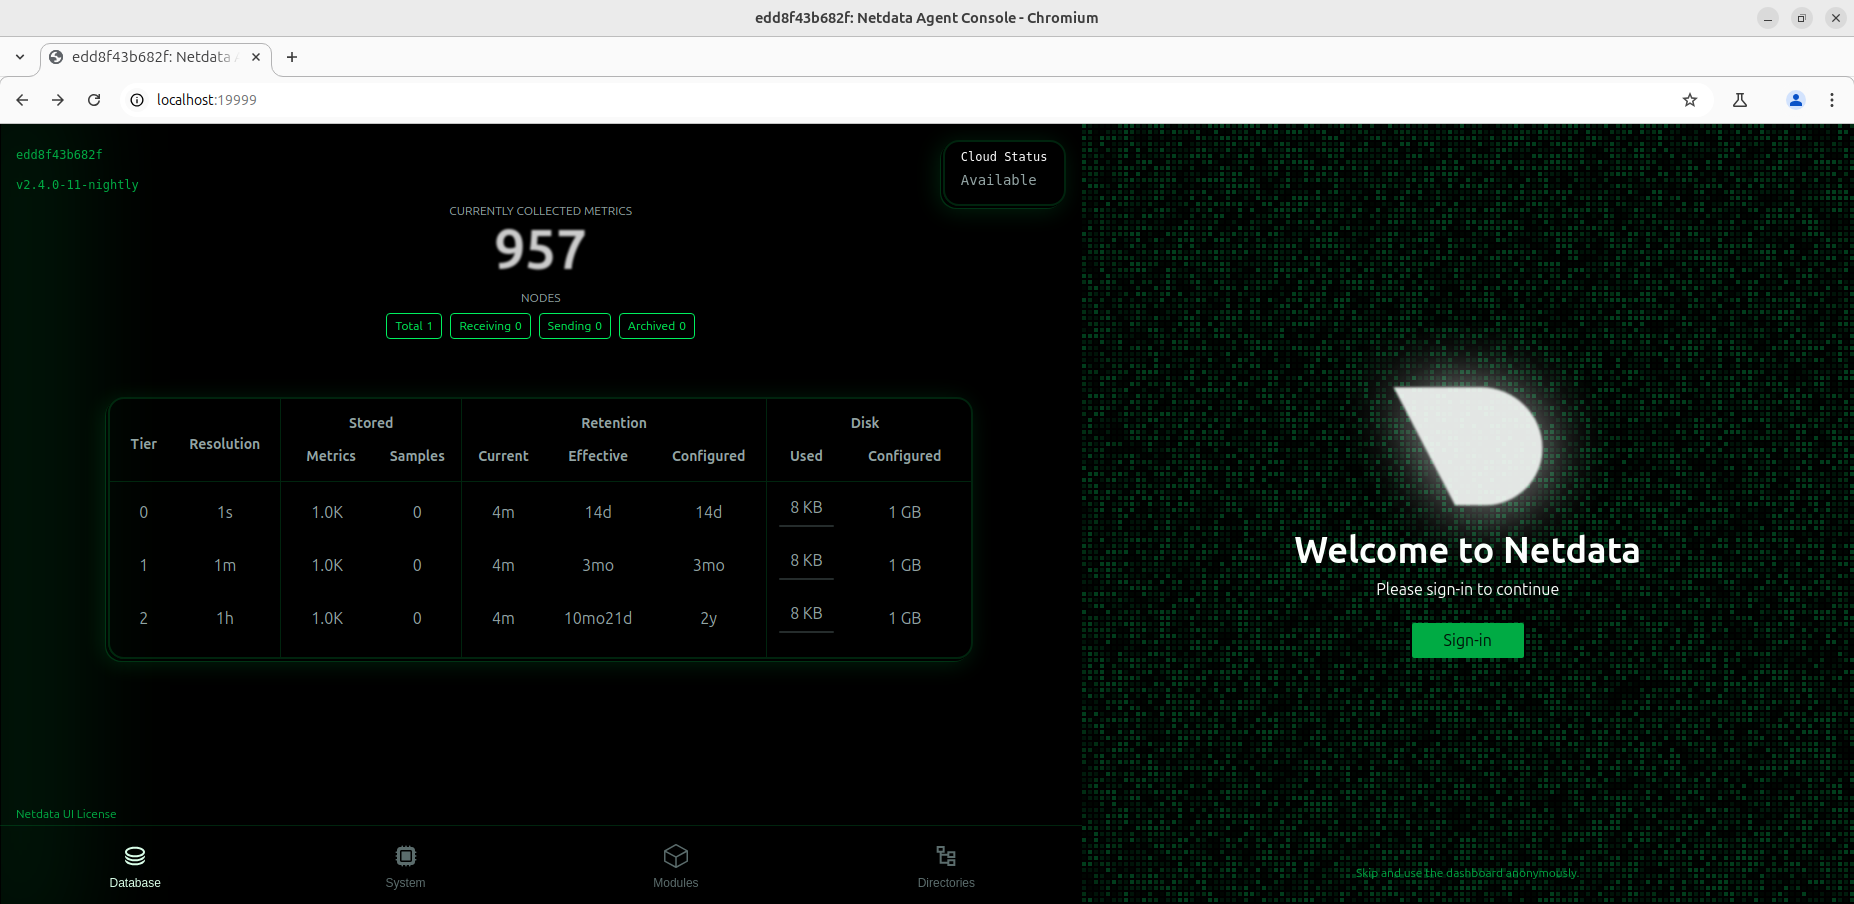 edd8f43b682f: Netdata Agent Console - Chromium
edd8f43b682f: Netdata
localhost:19999
edd8f43b682f
v2.4.0-11-nightly
Cloud Status
Available
CURRENTLY COLLECTED METRICS
957
NODES
Total 1 Receiving 0 Sending 0 Archived 0
Stored Retention Disk
Tier Resolution
Metrics Samples Current Effective Configured Used Configured
0 1s 1.0K 0 4m 14d 14d 8 KB 1 GB
1 1m 1.0K 0 4m 3mo 3mo 8 KB 1 GB
2 1h 1.0K 0 4m 10mo21d 2y 8 KB 1 GB
Netdata UI License
Database System Modules Directories
Welcome to Netdata
Please sign-in to continue
Sign-in
Skip and use the dashboard anonymously.